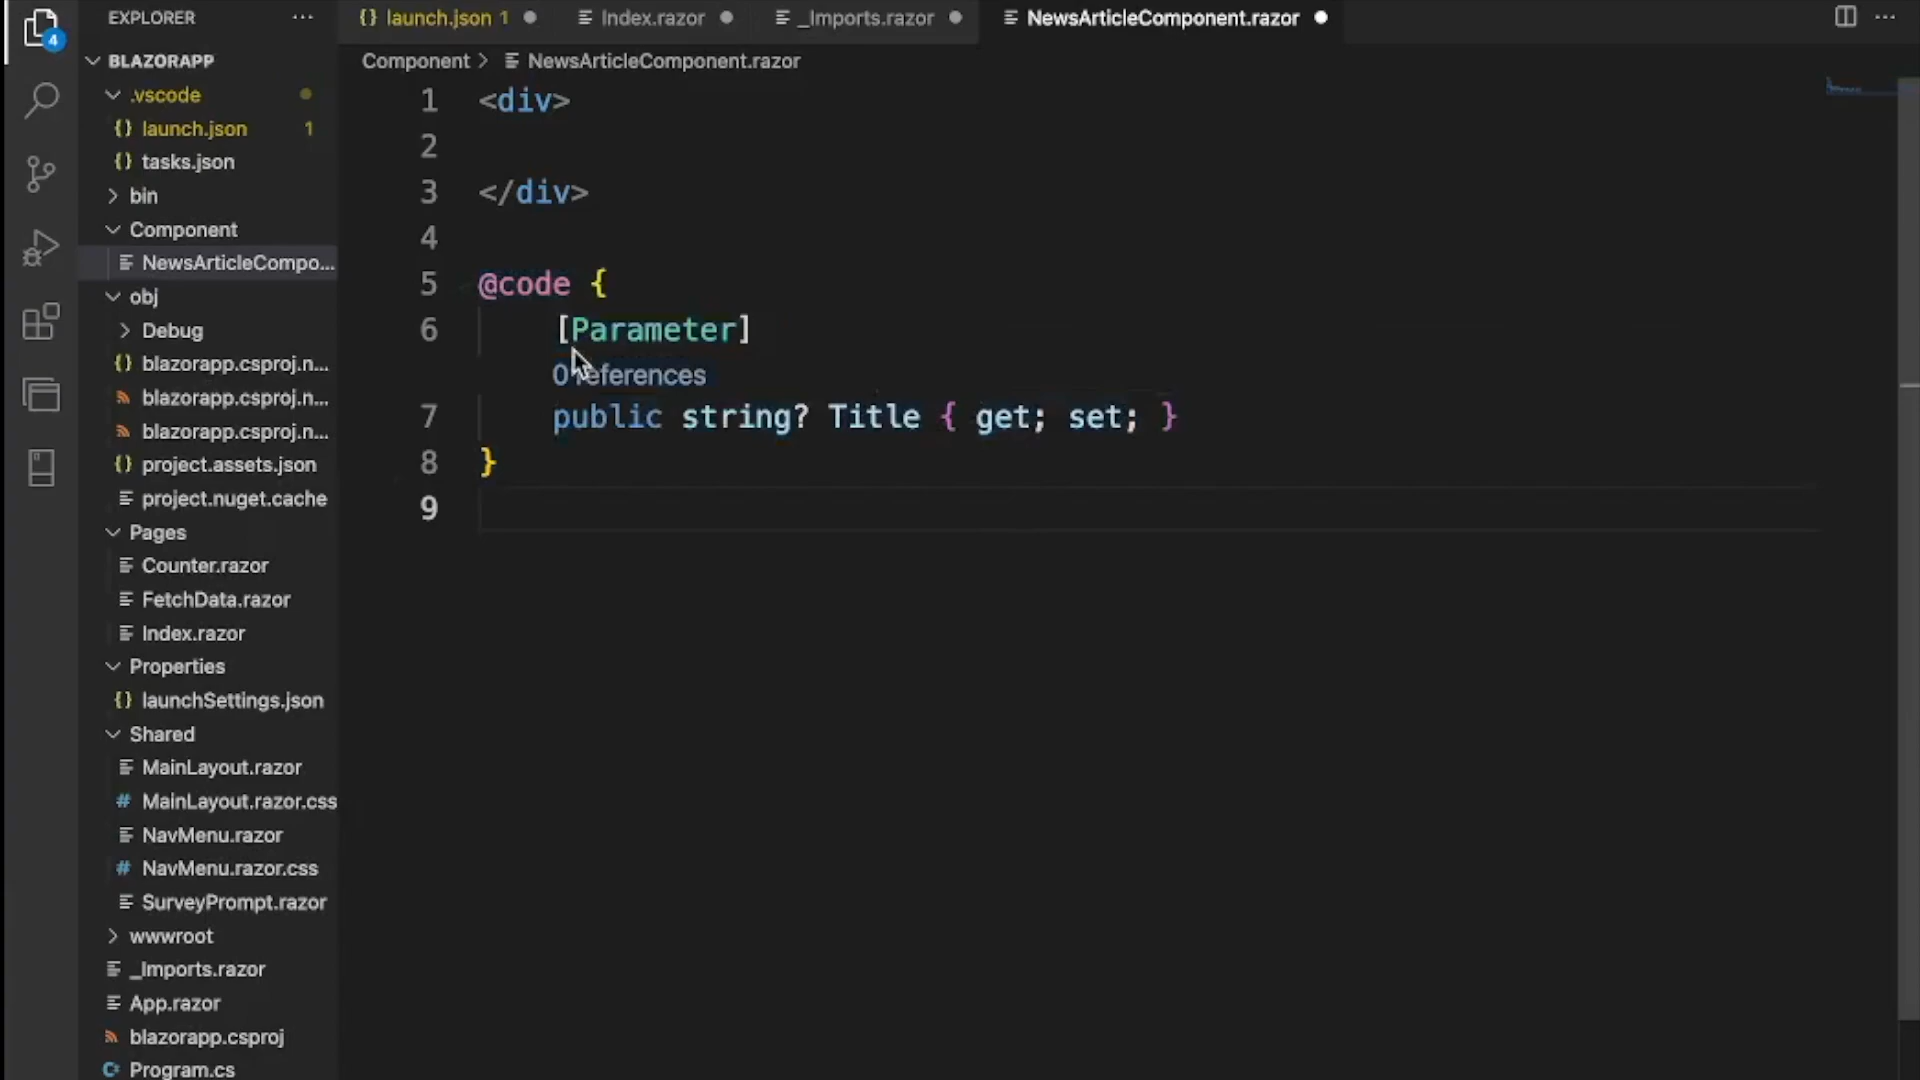 EXPLORER
4
BLAZORAPP
.vscode
launch.json 1
tasks.json
bin
Component
NewsArticleCompo...
obj
Debug
blazorapp.csproj.n...
blazorapp.csproj.n...
blazorapp.csproj.n...
project.assets.json
project.nuget.cache
Pages
Counter.razor
FetchData.razor
Index.razor
Properties
launchSettings.json
Shared
MainLayout.razor
MainLayout.razor.css
NavMenu.razor
NavMenu.razor.css
SurveyPrompt.razor
wwwroot
_Imports.razor
App.razor
blazorapp.csproj
Program.cs
launch.json 1
Index.razor
_Imports.razor
NewsArticleComponent.razor
Component > NewsArticleComponent.razor
1 <div>
2
3 </div>
4
5 @code {
6 [Parameter]
0 references
7 public string? Title { get; set; }
8 }
9